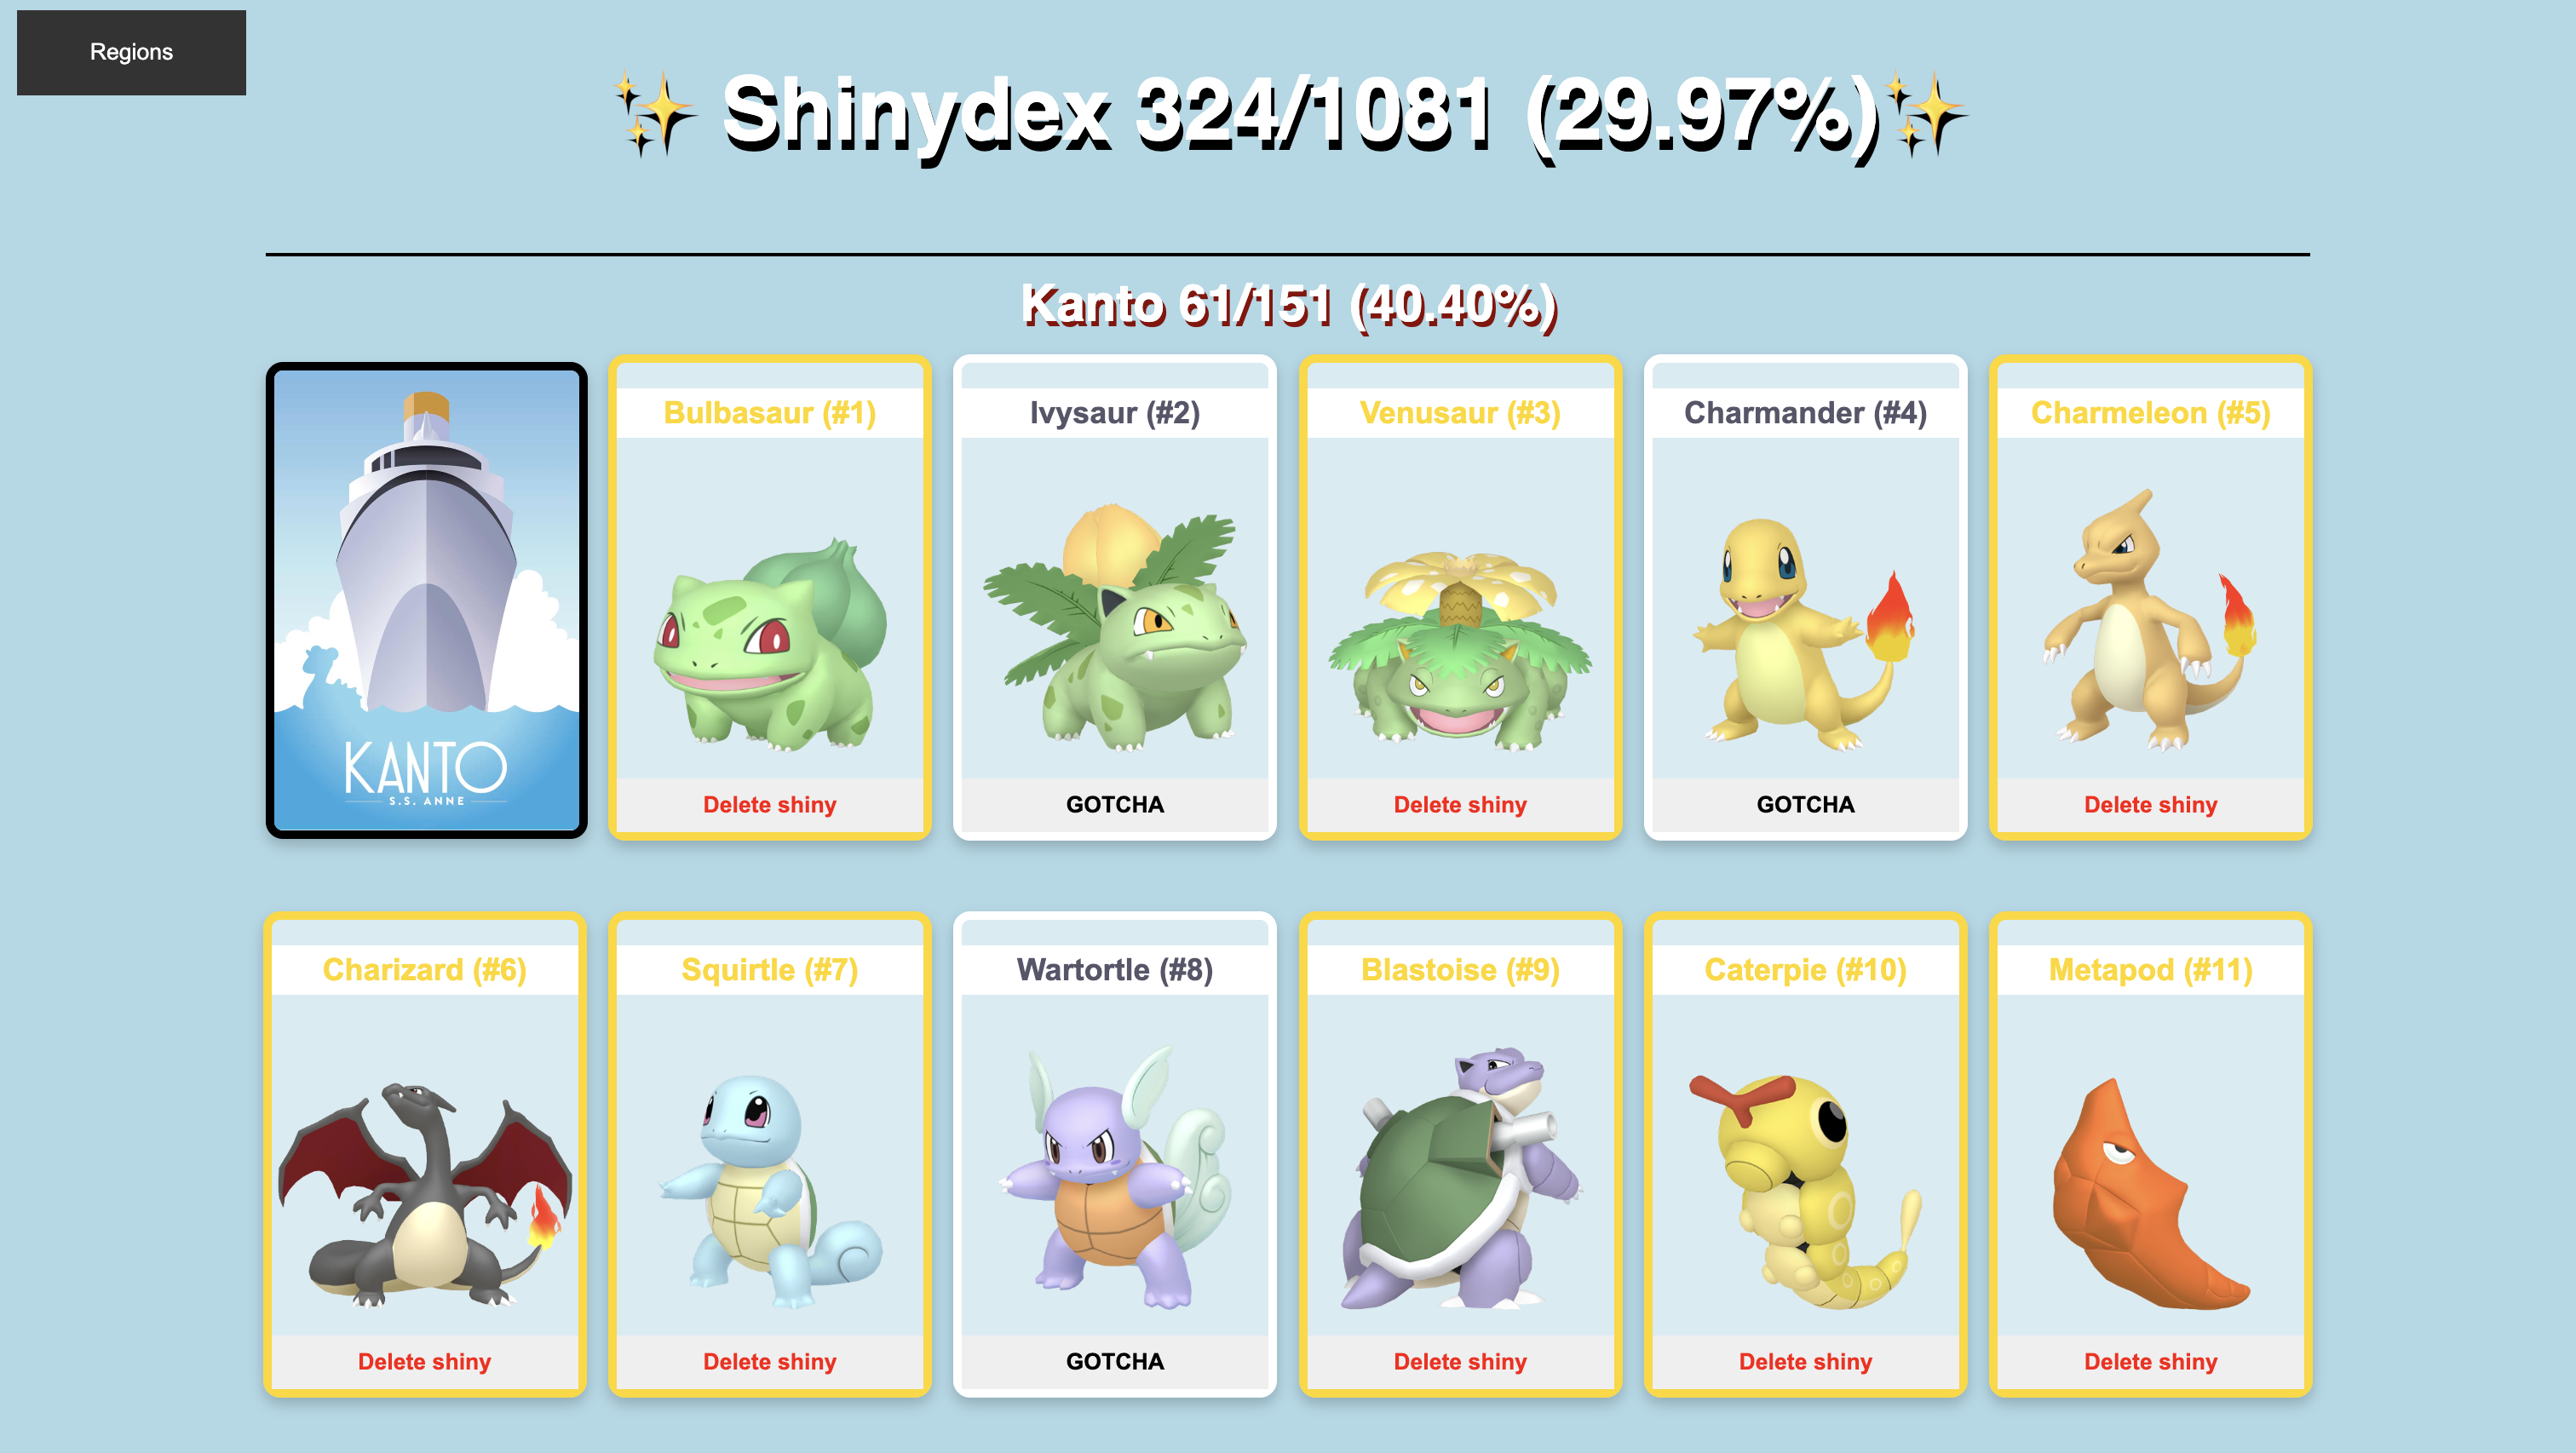 Regions
✨ Shinydex 324/1081 (29.97%)✨
Kanto 61/151 (40.40%)
KANTO
S.S. ANNE
Bulbasaur (#1)
Delete shiny
Ivysaur (#2)
GOTCHA
Venusaur (#3)
Delete shiny
Charmander (#4)
GOTCHA
Charmeleon (#5)
Delete shiny
Charizard (#6)
Delete shiny
Squirtle (#7)
Delete shiny
Wartortle (#8)
GOTCHA
Blastoise (#9)
Delete shiny
Caterpie (#10)
Delete shiny
Metapod (#11)
Delete shiny